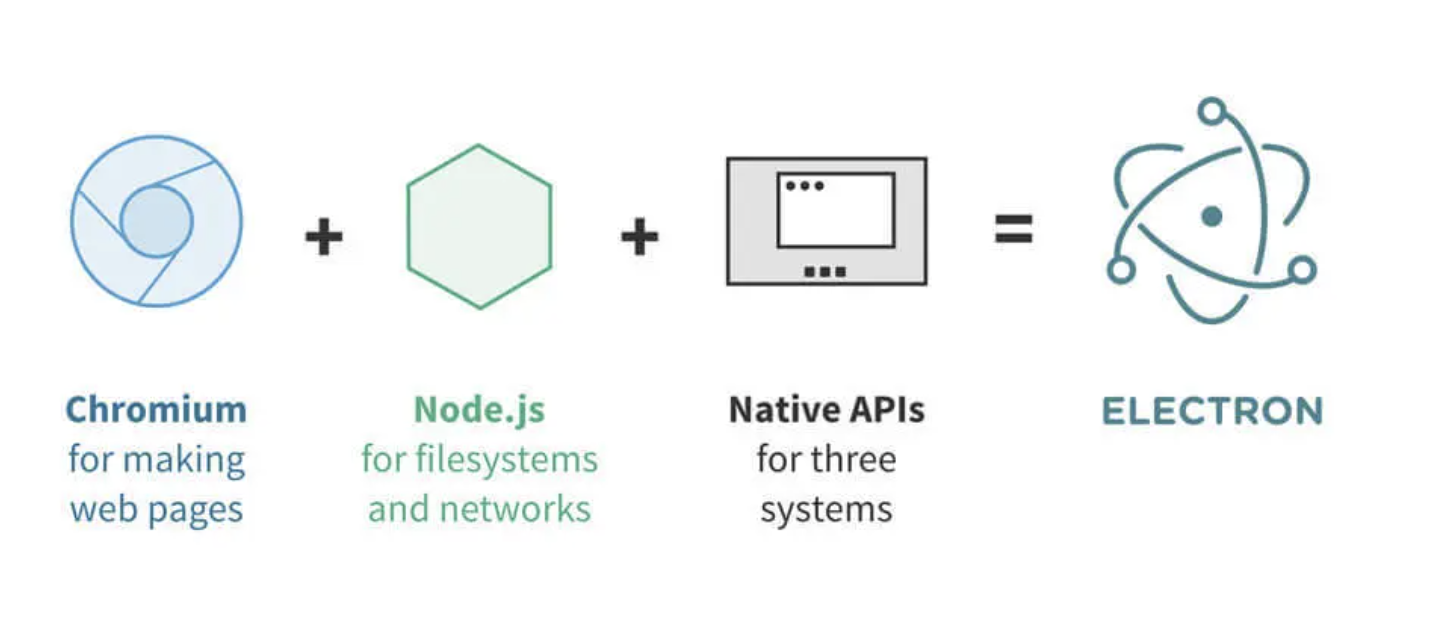 + + =
Chromium
for making
web pages
Node.js
for filesystems
and networks
Native APIs
for three
systems
ELECTRON